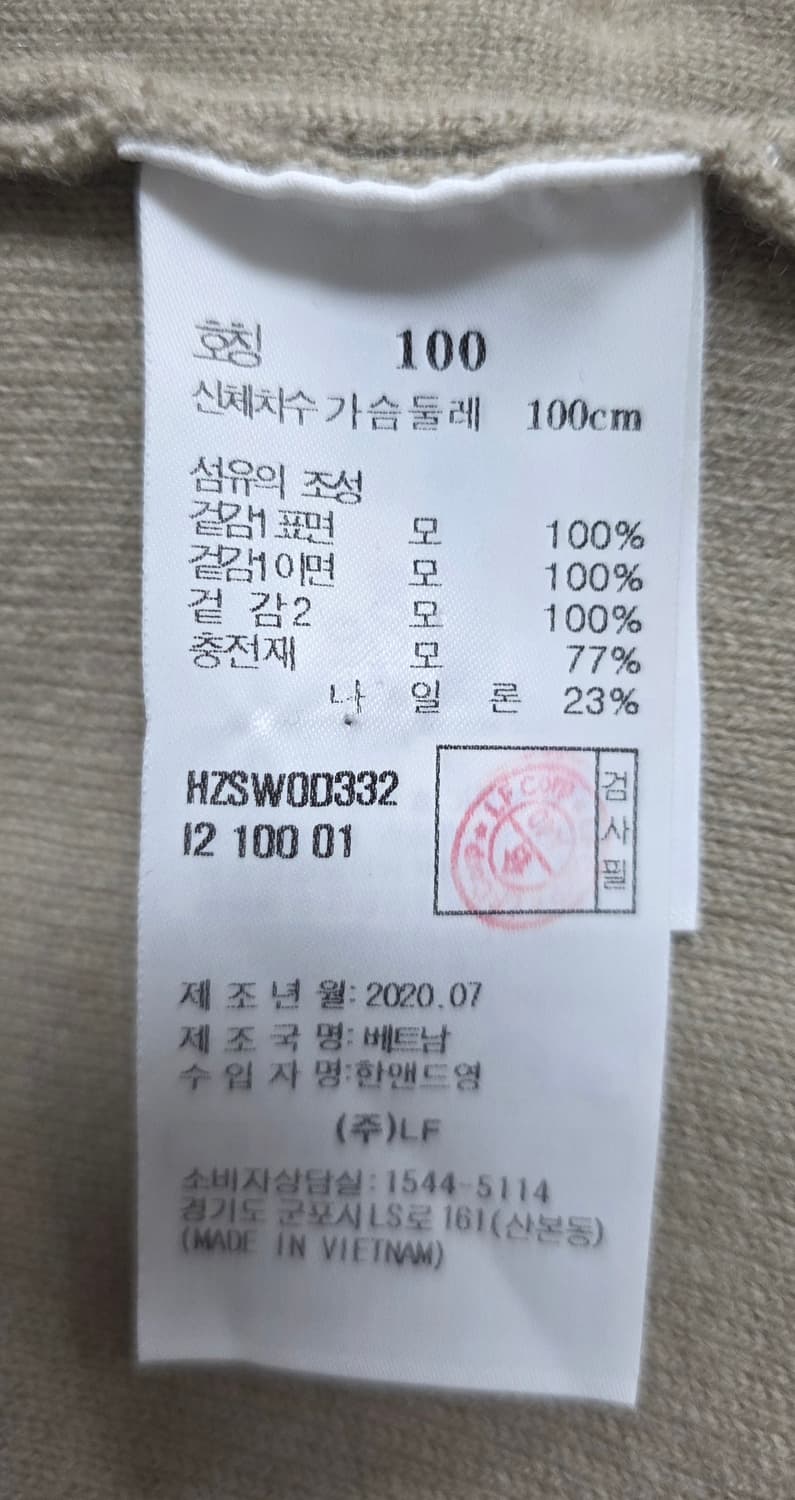 호칭 100
신체치수 가슴둘레 100cm
섬유의 조성
겉감1 표면 모 100%
겉감1 이면 모 100%
겉 감2 모 100%
충전재 모 77%
나 일 론 23%
HZSW0D332
I2 100 01
LF Corp
검사필
제 조 년 월: 2020.07
제 조 국 명: 베트남
수 입 자 명:한앤드영
(주)LF
소비자상담실: 1544-5114
경기도 군포시 LS로 161(산본동)
(MADE IN VIETNAM)